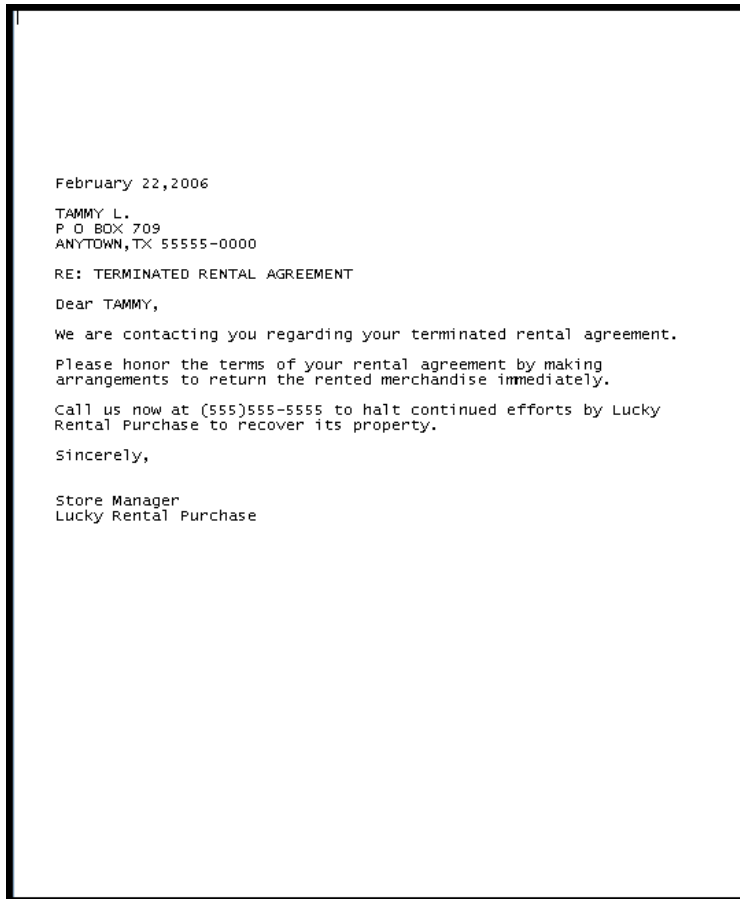 February 22,2006
TAMMY L.
P O BOX 709
ANYTOWN,TX 55555-0000
RE: TERMINATED RENTAL AGREEMENT
Dear TAMMY,
We are contacting you regarding your terminated rental agreement.
Please honor the terms of your rental agreement by making
arrangements to return the rented merchandise immediately.
Call us now at (555)555-5555 to halt continued efforts by Lucky
Rental Purchase to recover its property.
Sincerely,
Store Manager
Lucky Rental Purchase